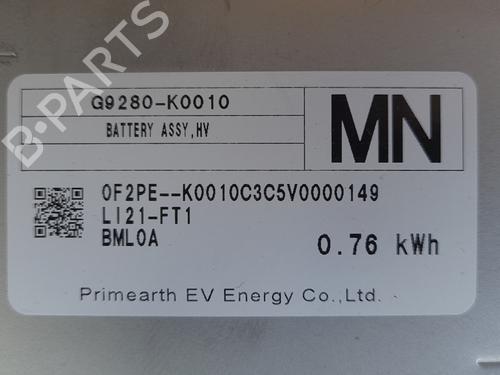 G9280-K0010
BATTERY ASSY,HV
MN
0F2PE--K0010C3C5V0000149
LI21-FT1
BML0A
0.76 kWh
Primearth EV Energy Co.,Ltd.
B-PARTS
B-PARTS